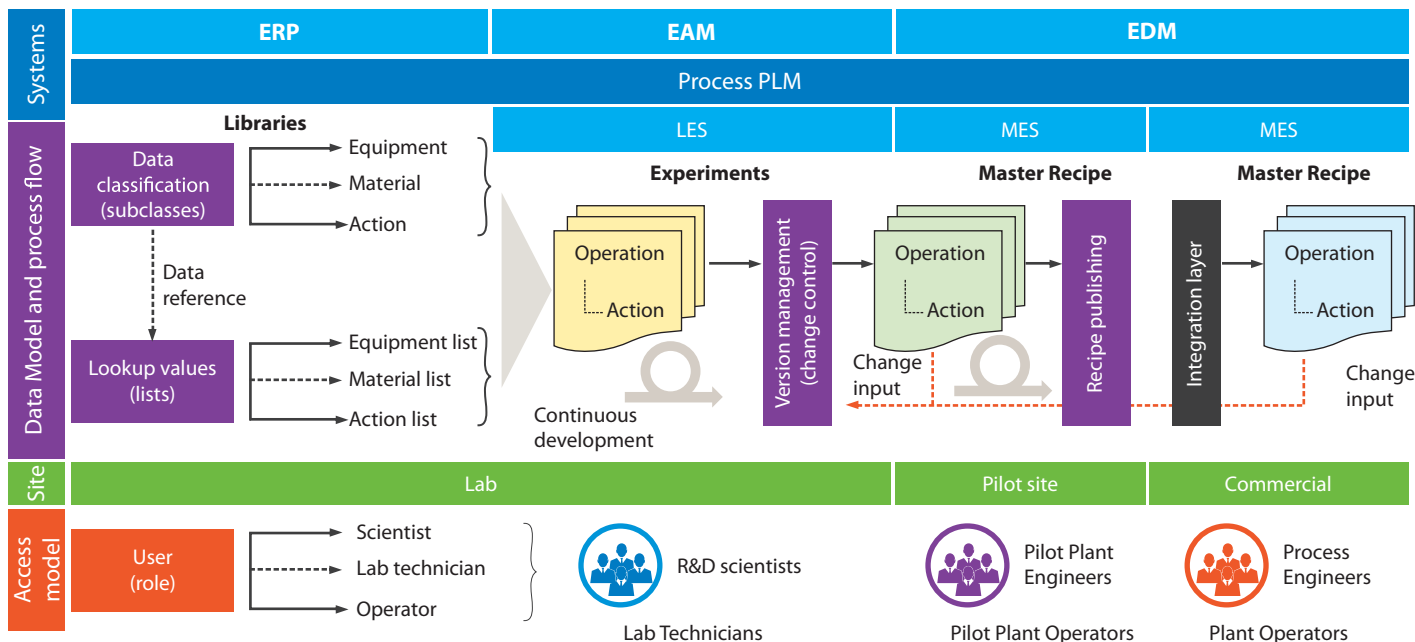 Systems
ERP
EAM
EDM
Process PLM
LES
MES
MES
Data Model and process flow
Libraries
Data
classification
(subclasses)
Equipment
Material
Action
Data
reference
Lookup values
(lists)
Equipment list
Material list
Action list
Experiments
Operation
Action
Continuous
development
Version management
(change control)
Master Recipe
Operation
Action
Change
input
Recipe publishing
Integration layer
Master Recipe
Operation
Action
Change
input
Site
Lab
Pilot site
Commercial
Access
model
User
(role)
Scientist
Lab technician
Operator
R&D scientists
Lab Technicians
Pilot Plant
Engineers
Pilot Plant Operators
Process
Engineers
Plant Operators